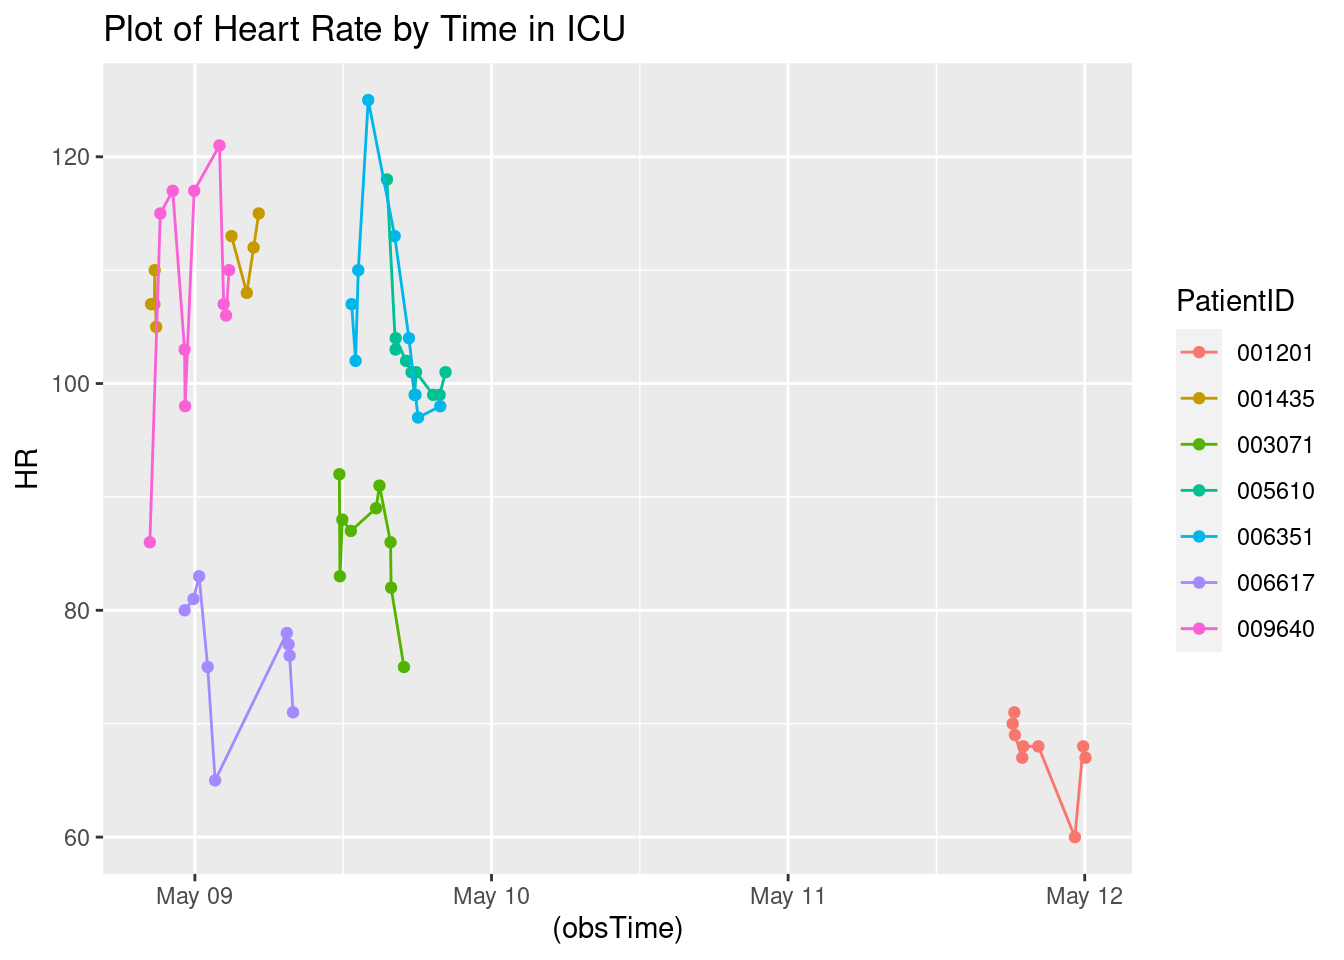 Plot of Heart Rate by Time in ICU
120
100
80
60
HR
May 09
May 10
May 11
May 12
(obsTime)
PatientID
001201
001435
003071
005610
006351
006617
009640